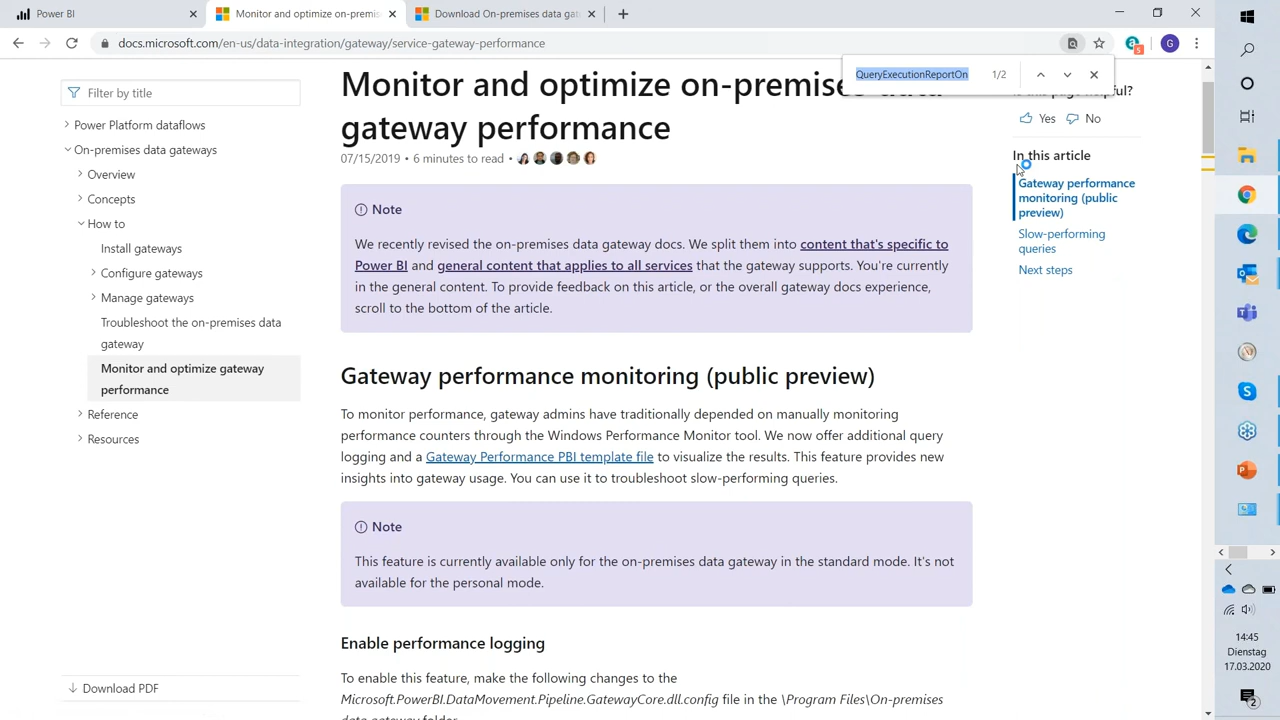 Power BI
Monitor and optimize on-premis
Download On-premises data gat
docs.microsoft.com/en-us/data-integration/gateway/service-gateway-performance
G
5
QueryExecutionReportOn 1/2
Filter by title
Power Platform dataflows
On-premises data gateways
Overview
Concepts
How to
Install gateways
Configure gateways
Manage gateways
Troubleshoot the on-premises data
gateway
Monitor and optimize gateway
performance
Reference
Resources
Download PDF
Monitor and optimize on-premises data
gateway performance
07/15/2019 • 6 minutes to read •
Note
We recently revised the on-premises data gateway docs. We split them into content that's specific to
Power BI and general content that applies to all services that the gateway supports. You're currently
in the general content. To provide feedback on this article, or the overall gateway docs experience,
scroll to the bottom of the article.
Gateway performance monitoring (public preview)
To monitor performance, gateway admins have traditionally depended on manually monitoring
performance counters through the Windows Performance Monitor tool. We now offer additional query
logging and a Gateway Performance PBI template file to visualize the results. This feature provides new
insights into gateway usage. You can use it to troubleshoot slow-performing queries.
Note
This feature is currently available only for the on-premises data gateway in the standard mode. It's not
available for the personal mode.
Enable performance logging
To enable this feature, make the following changes to the
Microsoft.PowerBI.DataMovement.Pipeline.GatewayCore.dll.config file in the \Program Files\On-premises
data gateway folder
Is this page helpful?
Yes No
In this article
Gateway performance
monitoring (public
preview)
Slow-performing
queries
Next steps
14:45
Dienstag
17.03.2020
2